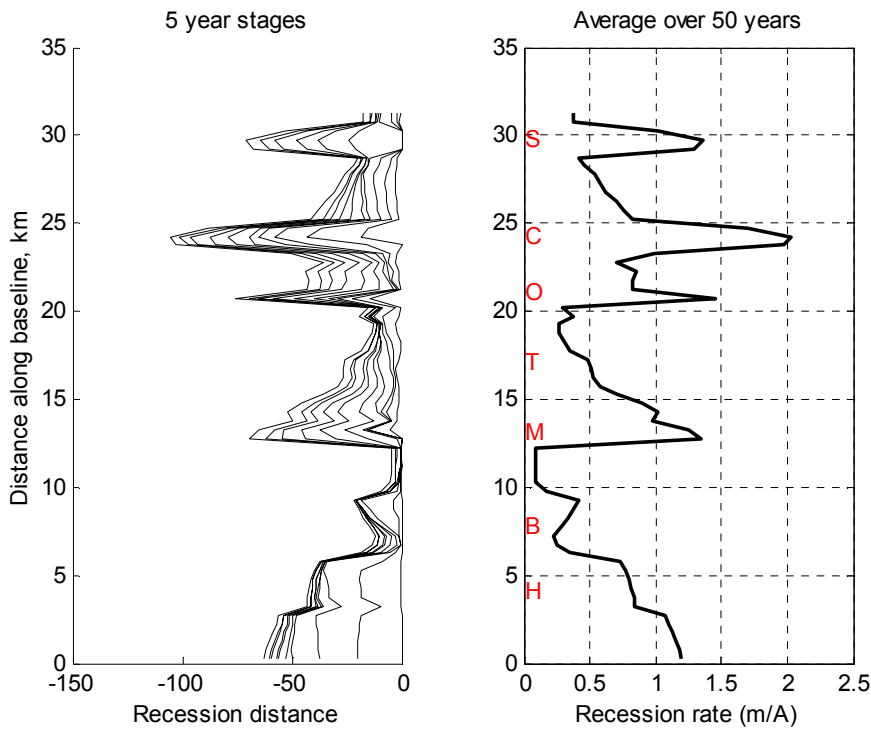 5 year stages
Average over 50 years
Distance along baseline, km
35
30
25
20
15
10
5
0
-150
-100
-50
0
Recession distance
35
30
25
20
15
10
5
0
S
C
O
T
M
B
H
0
0.5
1
1.5
2
2.5
Recession rate (m/A)